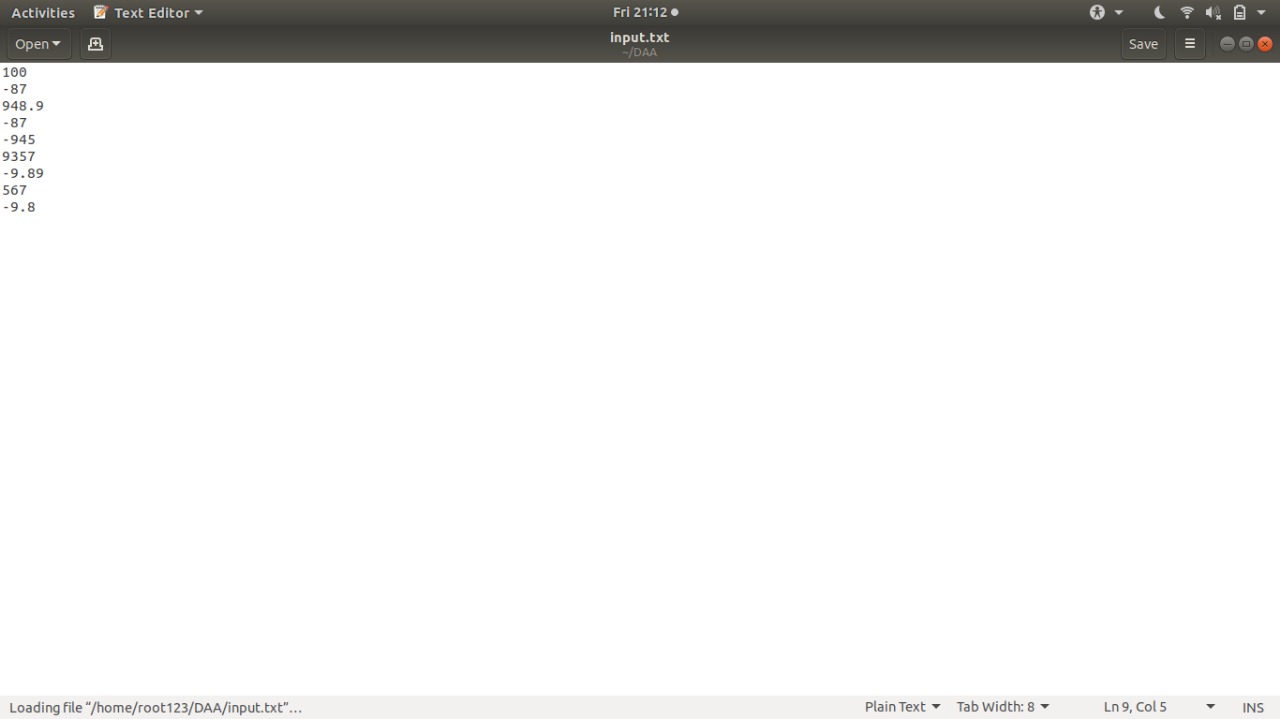 Activities Text Editor Fri 21:12
Open input.txt Save
~/DAA
100
-87
948.9
-87
-945
9357
-9.89
567
-9.8
Loading file “/home/root123/DAA/input.txt”… Plain Text Tab Width: 8 Ln 9, Col 5 INS